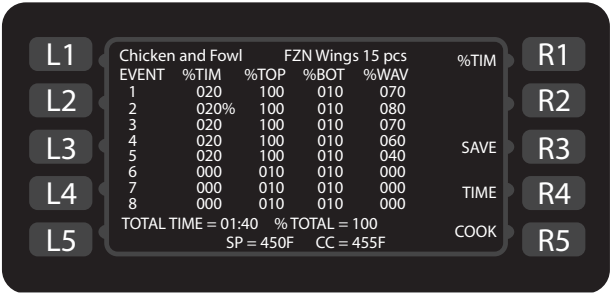 L1
L2
L3
L4
L5
Chicken and Fowl FZN Wings 15 pcs
EVENT %TIM %TOP %BOT %WAV
1 020 100 010 070
2 020% 100 010 080
3 020 100 010 070
4 020 100 010 060
5 020 100 010 040
6 000 010 010 000
7 000 010 010 000
8 000 010 010 000
TOTAL TIME = 01:40 % TOTAL = 100
SP = 450F CC = 455F
%TIM
SAVE
TIME
COOK
R1
R2
R3
R4
R5